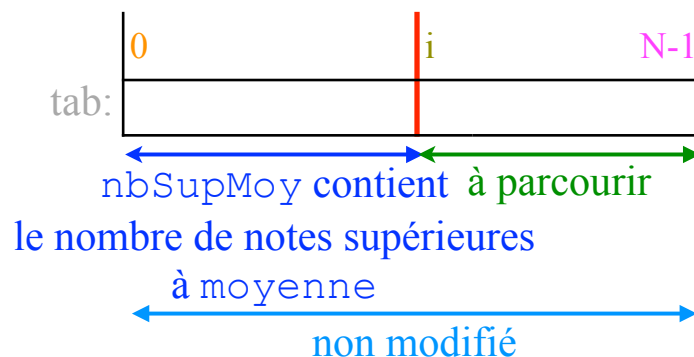 0 i N-1
tab:
nbSupMoy contient à parcourir
le nombre de notes supérieures
à moyenne
non modifié